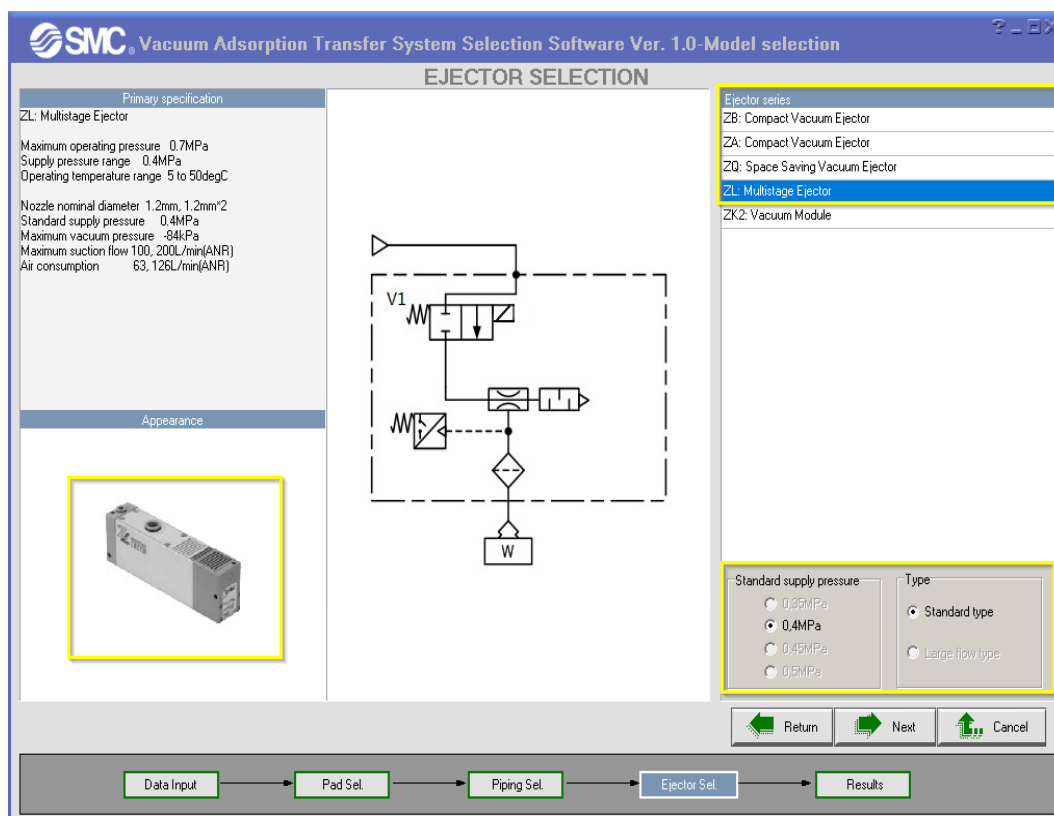 SMC® Vacuum Adsorption Transfer System Selection Software Ver. 1.0-Model selection
EJECTOR SELECTION
Primary specification
ZL: Multistage Ejector
Maximum operating pressure 0.7MPa
Supply pressure range 0.4MPa
Operating temperature range 5 to 50degC
Nozzle nominal diameter 1.2mm, 1.2mm*2
Standard supply pressure 0.4MPa
Maximum vacuum pressure -84kPa
Maximum suction flow 100, 200L/min(ANR)
Air consumption 63, 126L/min(ANR)
Appearance
V1
W
Ejector series
ZB: Compact Vacuum Ejector
ZA: Compact Vacuum Ejector
ZQ: Space Saving Vacuum Ejector
ZL: Multistage Ejector
ZK2: Vacuum Module
Standard supply pressure
0,35MPa
0,4MPa
0,45MPa
0,5MPa
Type
Standard type
Large flow type
Return
Next
Cancel
Data Input
Pad Sel.
Piping Sel.
Ejector Sel.
Results